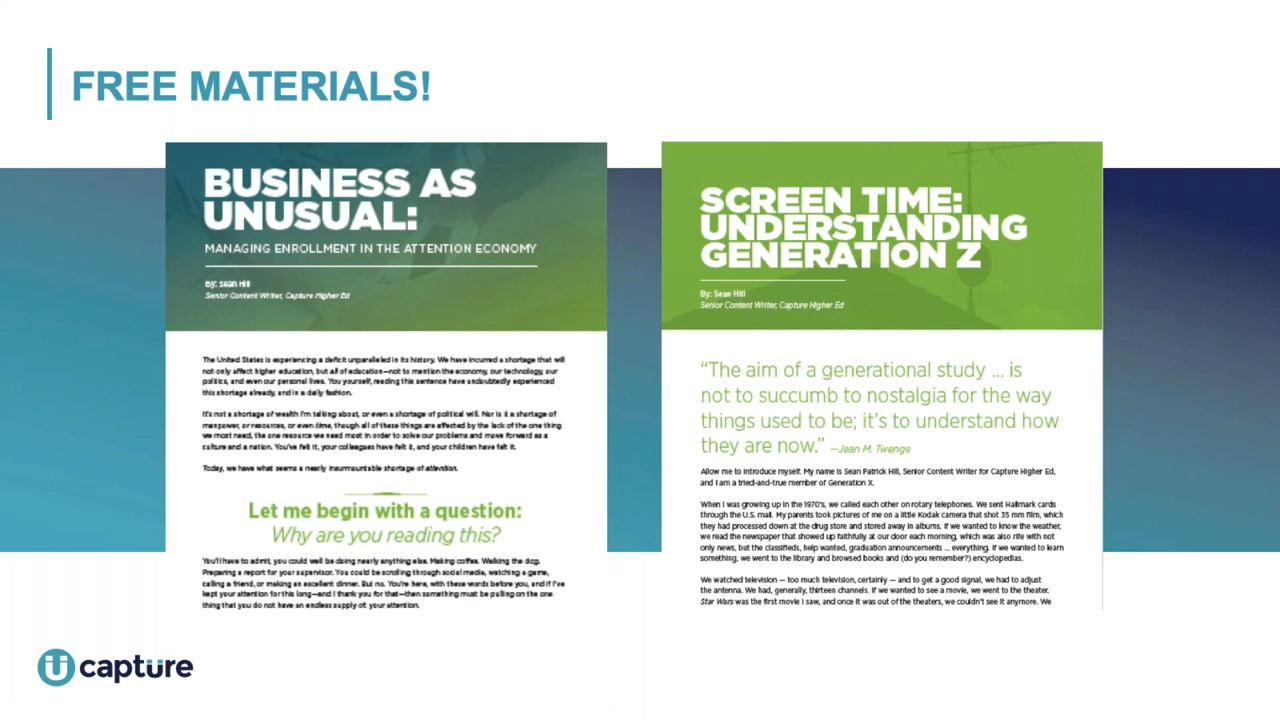 FREE MATERIALS!
BUSINESS AS
UNUSUAL:
MANAGING ENROLLMENT IN THE ATTENTION ECONOMY
By: Sean Hill
Senior Content Writer, Capture Higher Ed
The United States is experiencing a deficit unparalleled in its history. We have incurred a shortage that will
not only affect higher education, but all of education—not to mention the economy, our technology, our
politics, and even our personal lives. You yourself, reading this sentence have undoubtedly experienced
this shortage already, and in a daily fashion.
It's not a shortage of wealth I'm talking about, or even a shortage of political will. Nor is it a shortage of
manpower, or resources, or even time, though all of these things are affected by the lack of the one thing
we most need, the one resource we need most in order to solve our problems and move forward as a
culture and a nation. You've felt it, your colleagues have felt it, and your children have felt it.
Today, we have what seems a nearly insurmountable shortage of attention.
Let me begin with a question:
Why are you reading this?
You'll have to admit, you could well be doing nearly anything else. Making coffee. Walking the dog.
Preparing a report for your supervisor. You could be scrolling through social media, watching a game,
calling a friend, or making an excellent dinner. But no. You're here, with these words before you, and if I've
kept your attention for this long—and I thank you for that—then something must be pulling on the one
thing that you do not have an endless supply of: your attention.
SCREEN TIME:
UNDERSTANDING
GENERATION Z
By: Sean Hill
Senior Content Writer, Capture Higher Ed
“The aim of a generational study ... is
not to succumb to nostalgia for the way
things used to be; it’s to understand how
they are now.” —Jean M. Twenge
Allow me to introduce myself. My name is Sean Patrick Hill, Senior Content Writer for Capture Higher Ed,
and I am a tried-and-true member of Generation X.
When I was growing up in the 1970's, we called each other on rotary telephones. We sent Hallmark cards
through the U.S. mail. My parents took pictures of me on a little Kodak camera that shot 35 mm film, which
they had processed down at the drug store and stored away in albums. If we wanted to know the weather,
we read the newspaper that showed up faithfully at our door each morning, which was also rife with not
only news, but the classifieds, help wanted, graduation announcements ... everything. If we wanted to learn
something, we went to the library and browsed books and (do you remember?) encyclopedias.
We watched television — too much television, certainly — and to get a good signal, we had to adjust
the antenna. We had, generally, thirteen channels. If we wanted to see a movie, we went to the theater.
Star Wars was the first movie I saw, and once it was out of the theaters, we couldn't see it anymore. We
capture